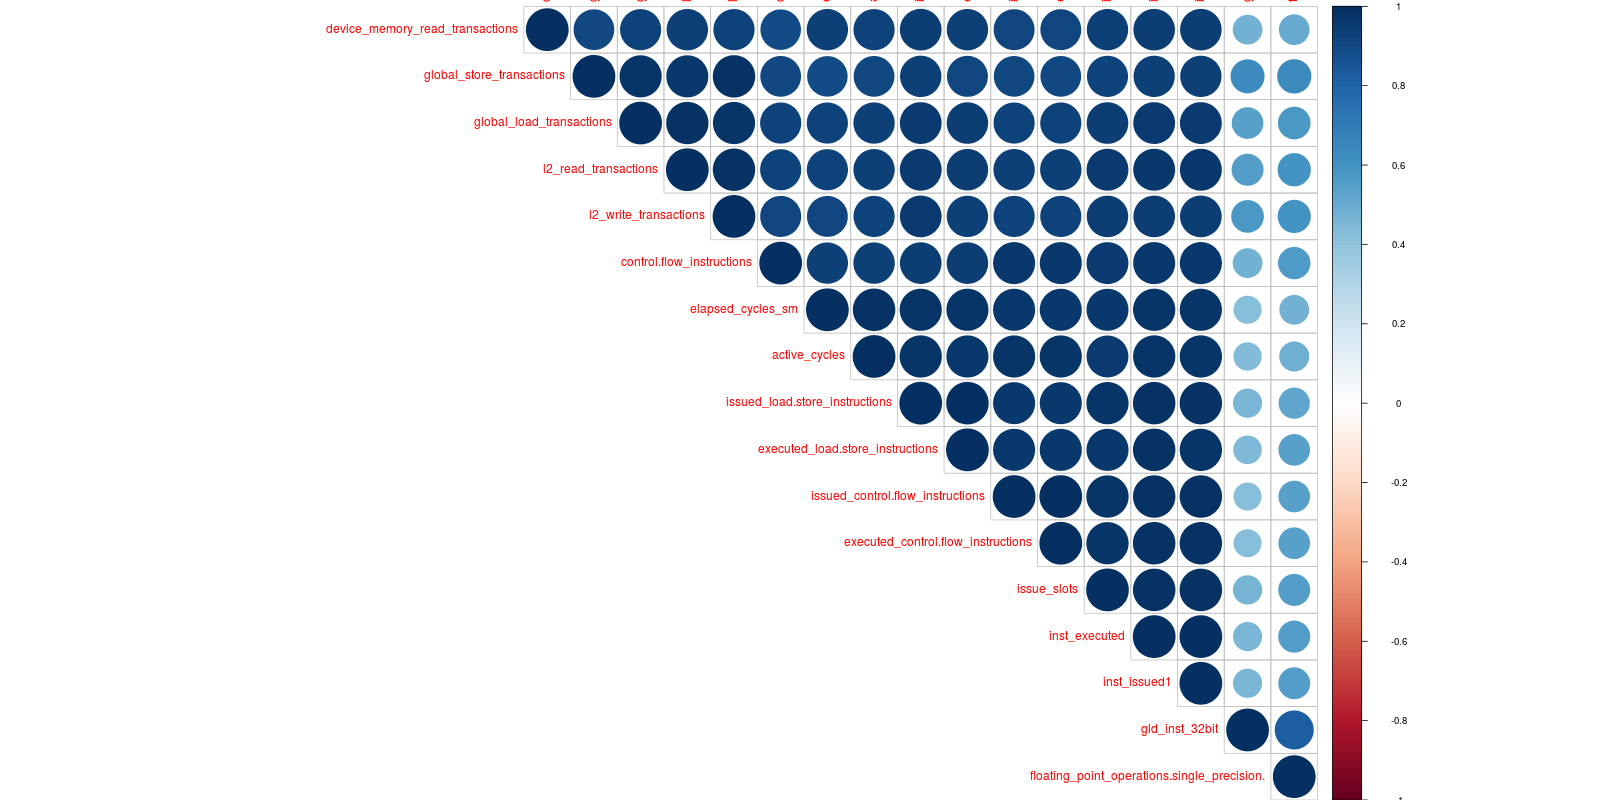 device_memory_read_transactions
global_store_transactions
global_load_transactions
l2_read_transactions
l2_write_transactions
control.flow_instructions
elapsed_cycles_sm
active_cycles
issued_load.store_instructions
executed_load.store_instructions
issued_control.flow_instructions
executed_control.flow_instructions
issue_slots
inst_executed
inst_issued1
gld_inst_32bit
floating_point_operations.single_precision.
1
0.8
0.6
0.4
0.2
0
-0.2
-0.4
-0.6
-0.8
-1